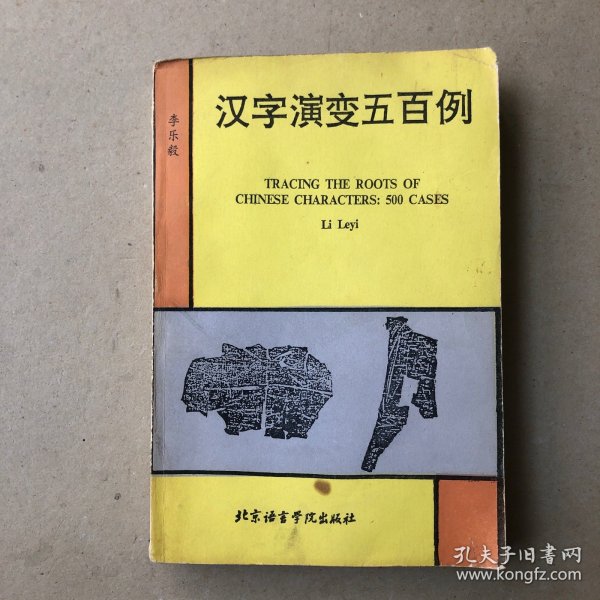 汉字演变五百例
李乐毅
TRACING THE ROOTS OF
CHINESE CHARACTERS: 500 CASES
Li Leyi
北京语言学院出版社
孔夫子旧书网
www.kongfz.com